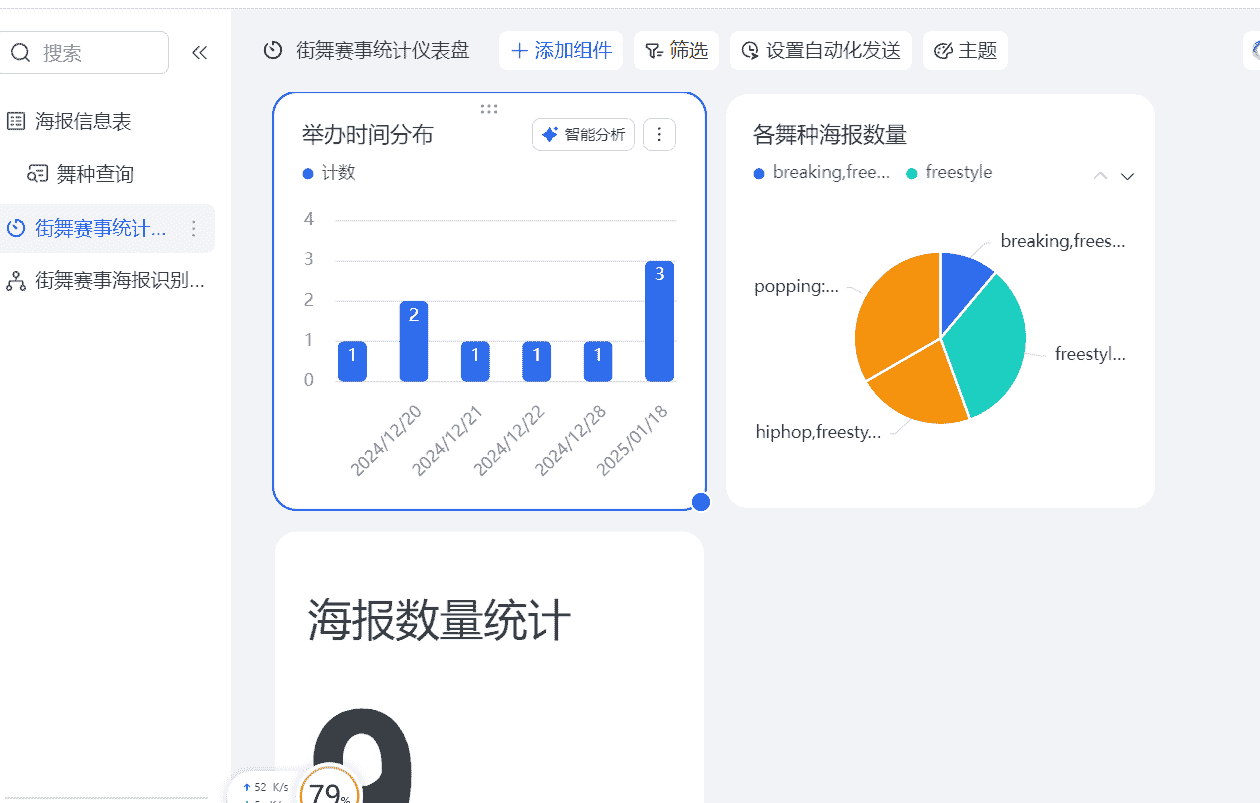 搜索
海报信息表
舞种查询
街舞赛事统计...
街舞赛事海报识别...
街舞赛事统计仪表盘
添加组件
筛选
设置自动化发送
主题
举办时间分布
智能分析
计数
4
3
2
1
0
1
2
1
1
1
3
2024/12/20
2024/12/21
2024/12/22
2024/12/28
2025/01/18
各舞种海报数量
breaking,free...
freestyle
breaking,frees...
popping:...
freestyl...
hiphop,freesty...
海报数量统计
52 K/s
79%